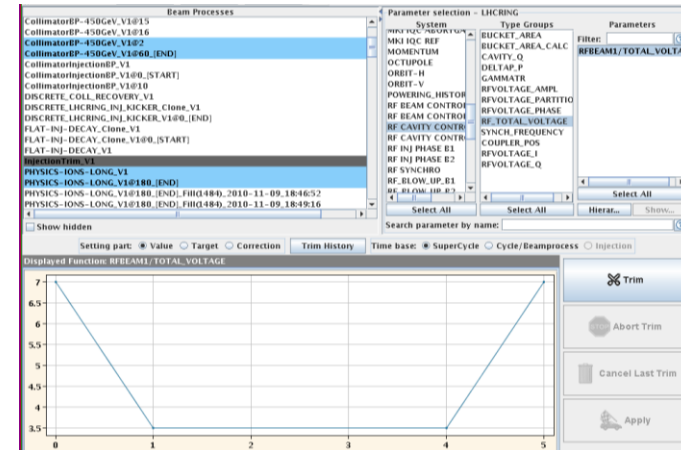 Beam Processes
CollimatorBP-450GeV_V1@15
CollimatorBP-450GeV_V1@16
CollimatorBP-450GeV_V1@2
CollimatorBP-450GeV_V1@60_[END]
CollimatorInjectionBP_V1
CollimatorInjectionBP_V1@0_[START]
CollimatorInjectionBP_V1@10
DISCRETE_COLL_RECOVERY_V1
DISCRETE_LHCRING_INJ_KICKER_Clone_V1
DISCRETE_LHCRING_INJ_KICKER_V1@0_[END]
FLAT-INJ-DECAY_Clone_V1
FLAT-INJ-DECAY_Clone_V1@0_[START]
FLAT-INJ-DECAY_V1
InjectionTrim_V1
PHYSICS-IONS-LONG_V1
PHYSICS-IONS-LONG_V1@180_[END]
PHYSICS-IONS-LONG_V1@180_[END]_Fill(1484)_2010-11-09_18:46:52
PHYSICS-IONS-LONG_V1@180_[END]_Fill(1484)_2010-11-09_18:49:16
Show hidden
Parameter selection - LHCRING
System
MKI IQC REF
MOMENTUM
OCTUPOLE
ORBIT-H
ORBIT-V
POWERING_HISTOR
RF BEAM CONTROL
RF BEAM CONTROL
RF CAVITY CONTR
RF CAVITY CONTR
RF INJ PHASE B1
RF INJ PHASE B2
RF SYNCHRO
RF_BLOW_UP_B1
RF_BLOW_UP_B2
Select All
Type Groups
BUCKET_AREA
BUCKET_AREA_CALC
CAVITY_Q
DELTAP_P
GAMMATR
RFVOLTAGE_AMPL
RFVOLTAGE_PARTITIO
RFVOLTAGE_PHASE
RF_TOTAL_VOLTAGE
SYNCH_FREQUENCY
COUPLER_POS
RFVOLTAGE_I
RFVOLTAGE_Q
Select All
Parameters
Filter:
RFBEAM1/TOTAL_VOLTA
Select All
Hierar... Show...
Search parameter by name:
Setting part: Value Target Correction Trim History Time base: SuperCycle Cycle/Beamprocess Injection
Displayed Function: RFBEAM1/TOTAL_VOLTAGE
7
6.5
6
5.5
5
4.5
4
3.5
0 1 2 3 4 5
Trim
Abort Trim
Cancel Last Trim
Apply